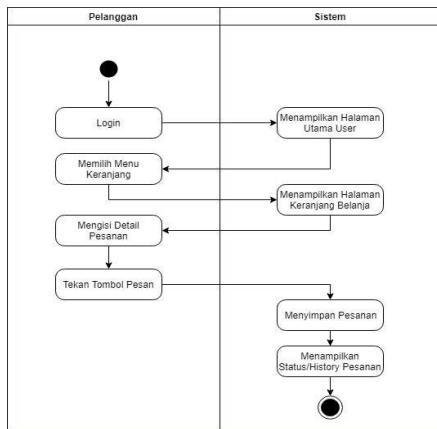 Pelanggan
Sistem
Login
Menampilkan Halaman
Utama User
Memilih Menu
Keranjang
Menampilkan Halaman
Keranjang Belanja
Mengisi Detail
Pesanan
Tekan Tombol Pesan
Menyimpan Pesanan
Menampilkan
Status/History Pesanan